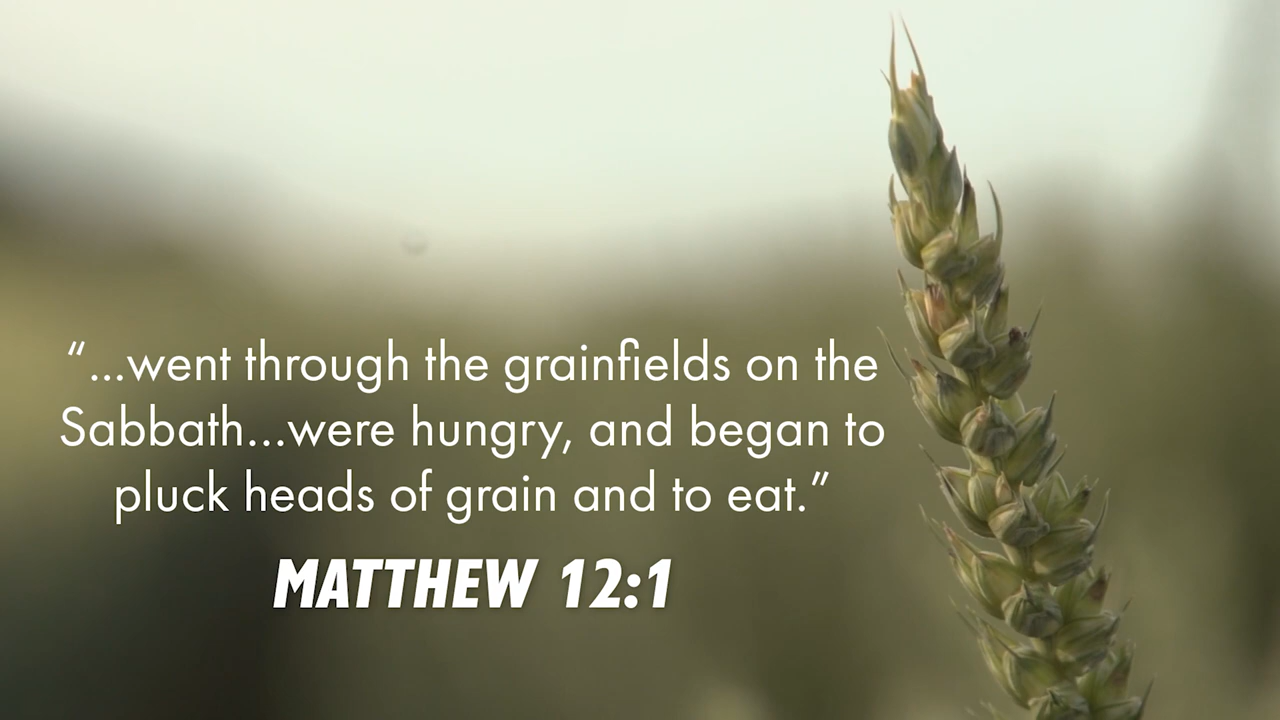 “...went through the grainfields on the
Sabbath...were hungry, and began to
pluck heads of grain and to eat.”
MATTHEW 12:1